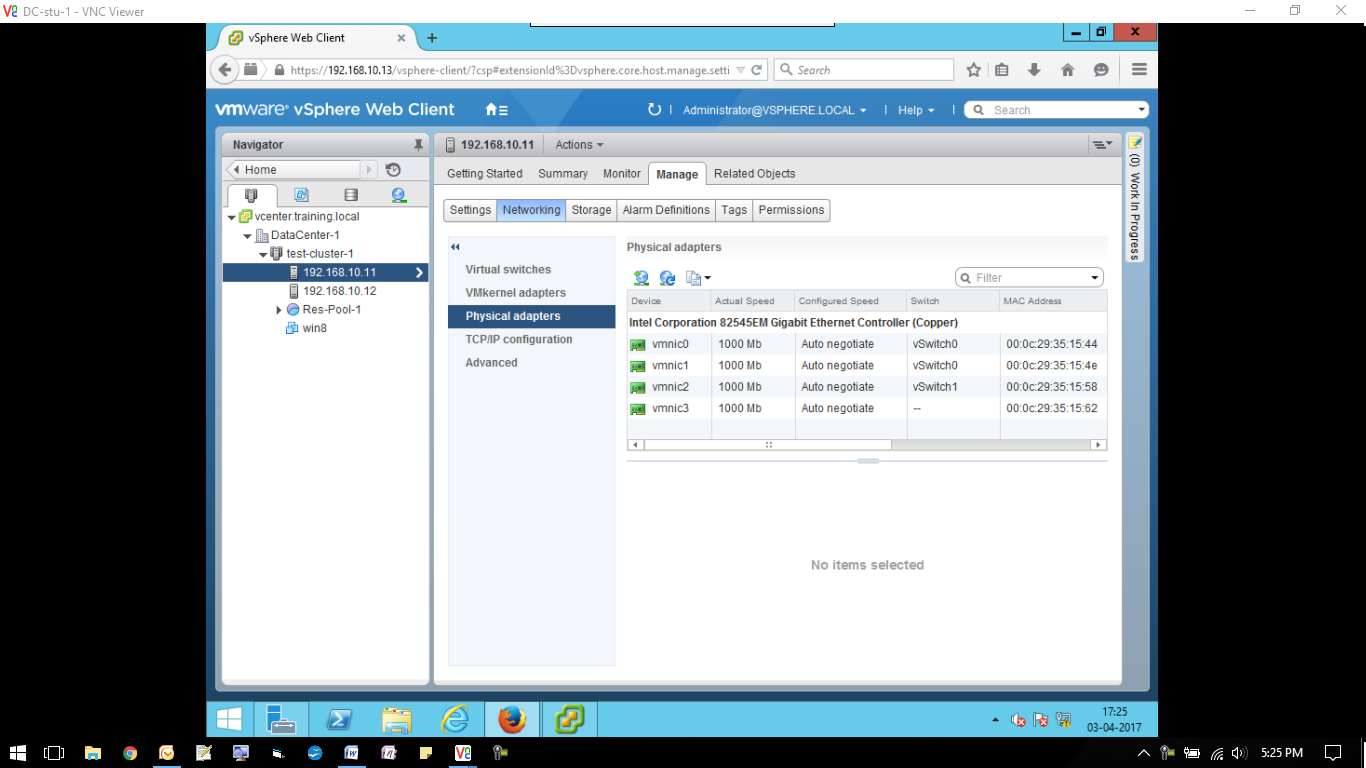 DC-stu-1 - VNC Viewer
vSphere Web Client
https://192.168.10.13/vsphere-client/?csp#extensionId%3Dvsphere.core.host.manage.setti
Search
vmware® vSphere Web Client
Administrator@VSPHERE.LOCAL
Help
Search
Navigator
Home
vcenter.training.local
DataCenter-1
test-cluster-1
192.168.10.11
192.168.10.12
Res-Pool-1
win8
192.168.10.11 Actions
Getting Started Summary Monitor Manage Related Objects
Settings Networking Storage Alarm Definitions Tags Permissions
Virtual switches
VMkernel adapters
Physical adapters
TCP/IP configuration
Advanced
Physical adapters
Filter
Device Actual Speed Configured Speed Switch MAC Address
Intel Corporation 82545EM Gigabit Ethernet Controller (Copper)
vmnic0 1000 Mb Auto negotiate vSwitch0 00:0c:29:35:15:44
vmnic1 1000 Mb Auto negotiate vSwitch0 00:0c:29:35:15:4e
vmnic2 1000 Mb Auto negotiate vSwitch1 00:0c:29:35:15:58
vmnic3 1000 Mb Auto negotiate -- 00:0c:29:35:15:62
No items selected
(0) Work In Progress
17:25
03-04-2017
5:25 PM